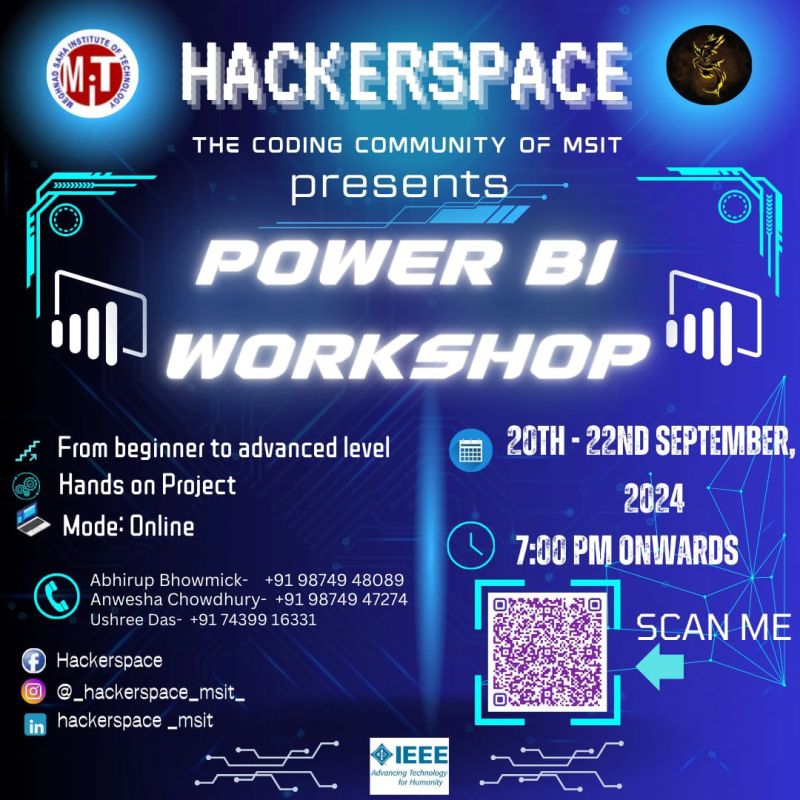 MEGHNAD SAHA INSTITUTE OF TECHNOLOGY
HACKERSPACE
THE CODING COMMUNITY OF MSIT
presents
POWER BI
WORKSHOP
From beginner to advanced level
Hands on Project
Mode: Online
20TH - 22ND SEPTEMBER,
2024
7:00 PM ONWARDS
Abhirup Bhowmick- +91 98749 48089
Anwesha Chowdhury- +91 98749 47274
Ushree Das- +91 74399 16331
SCAN ME
Hackerspace
@_hackerspace_msit_
hackerspace _msit
IEEE
Advancing Technology
for Humanity